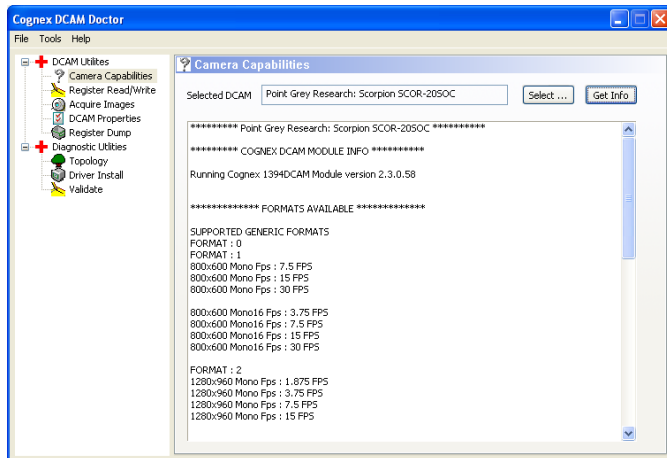 Cognex DCAM Doctor
File Tools Help
DCAM Utilites
Camera Capabilities
Register Read/Write
Acquire Images
DCAM Properties
Register Dump
Diagnostic Utilities
Topology
Driver Install
Validate
? Camera Capabilities
Selected DCAM Point Grey Research: Scorpion SCOR-20SOC Select ... Get Info
********* Point Grey Research: Scorpion SCOR-20SOC **********
********* COGNEX DCAM MODULE INFO **********
Running Cognex 1394DCAM Module version 2.3.0.58
************* FORMATS AVAILABLE *************
SUPPORTED GENERIC FORMATS
FORMAT : 0
FORMAT : 1
800x600 Mono Fps : 7.5 FPS
800x600 Mono Fps : 15 FPS
800x600 Mono Fps : 30 FPS
800x600 Mono16 Fps : 3.75 FPS
800x600 Mono16 Fps : 7.5 FPS
800x600 Mono16 Fps : 15 FPS
800x600 Mono16 Fps : 30 FPS
FORMAT : 2
1280x960 Mono Fps : 1.875 FPS
1280x960 Mono Fps : 3.75 FPS
1280x960 Mono Fps : 7.5 FPS
1280x960 Mono Fps : 15 FPS